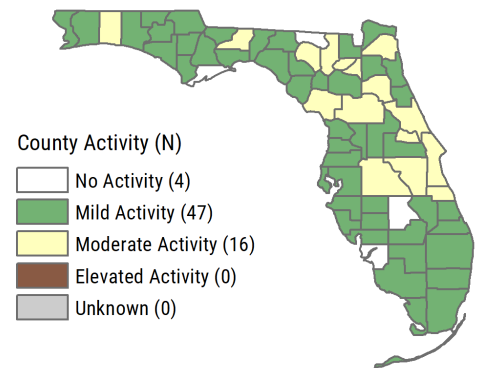 County Activity (N)
No Activity (4)
Mild Activity (47)
Moderate Activity (16)
Elevated Activity (0)
Unknown (0)